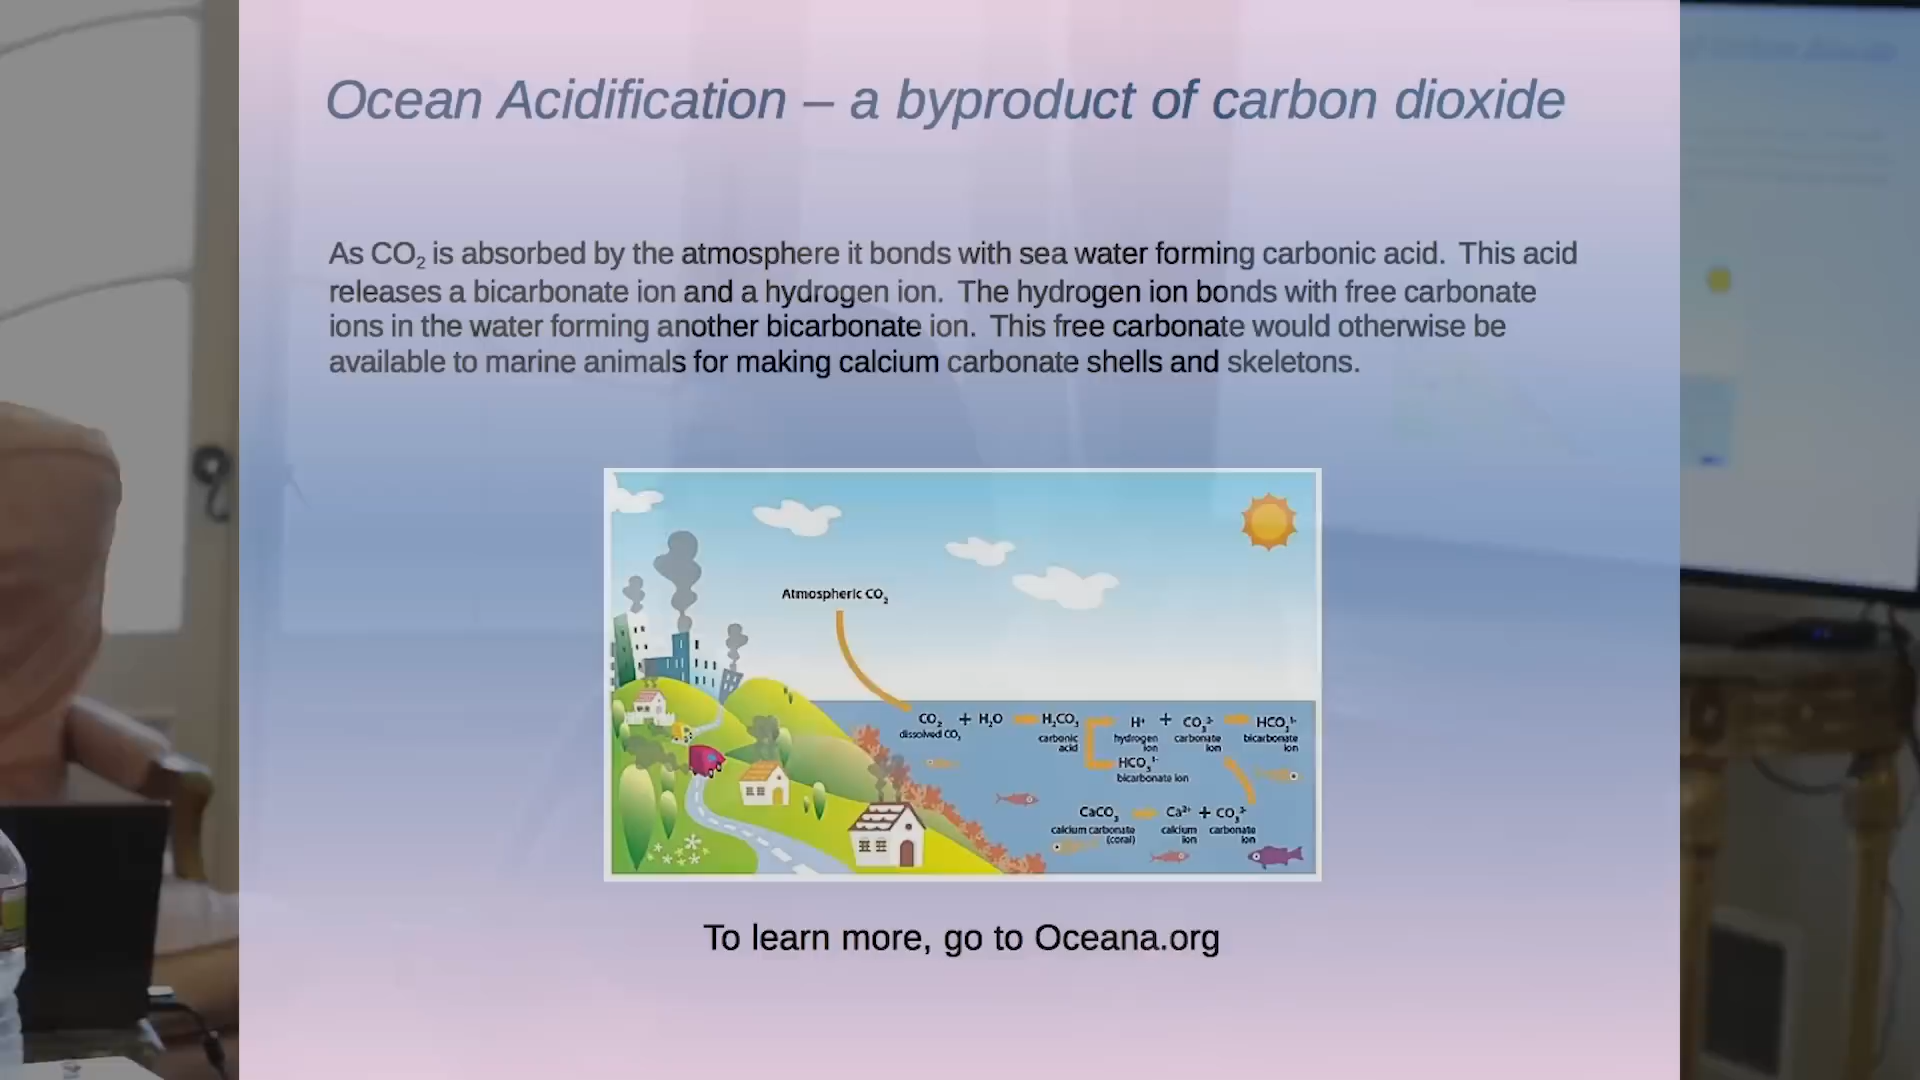 Ocean Acidification – a byproduct of carbon dioxide
As CO₂ is absorbed by the atmosphere it bonds with sea water forming carbonic acid.  This acid
releases a bicarbonate ion and a hydrogen ion.  The hydrogen ion bonds with free carbonate
ions in the water forming another bicarbonate ion.  This free carbonate would otherwise be
available to marine animals for making calcium carbonate shells and skeletons.
Atmospheric CO₂
CO₂ + H₂O H₂CO₃ H⁺ + CO₃²⁻ HCO₃¹⁻
dissolved CO₂ carbonic acid hydrogen ion carbonate ion bicarbonate ion
HCO₃¹⁻
bicarbonate ion
CaCO₃ Ca²⁺ + CO₃²⁻
calcium carbonate (coral) calcium ion carbonate ion
To learn more, go to Oceana.org